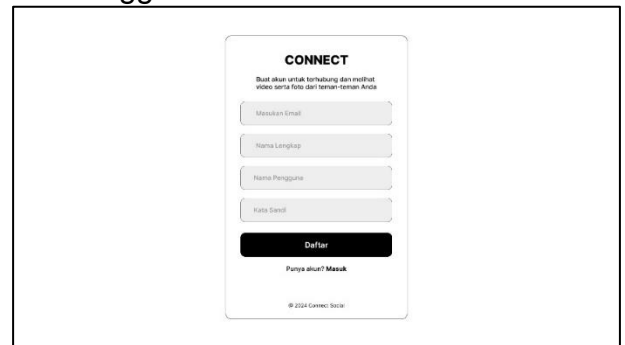 CONNECT
Buat akun untuk terhubung dan melihat
video serta foto dari teman-teman Anda
Masukan Email
Nama Lengkap
Nama Pengguna
Kata Sandi
Daftar
Punya akun? Masuk
© 2024 Connect Social